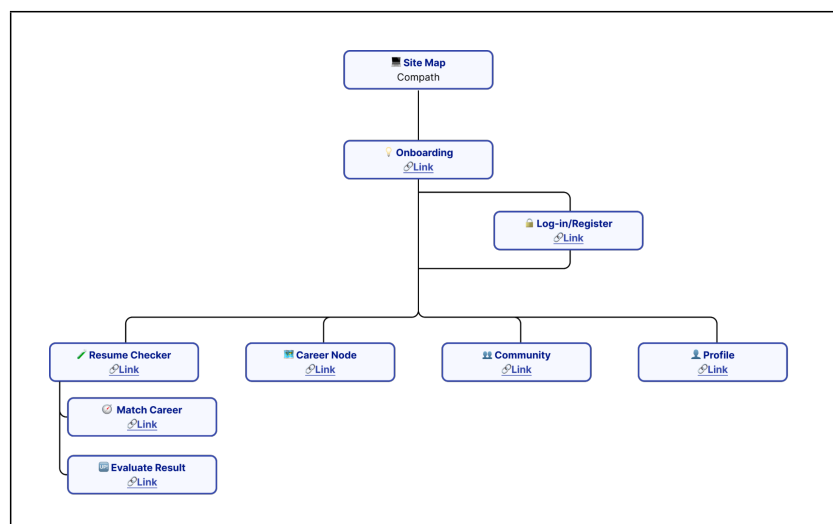 Site Map
Compath
Onboarding
Link
Log-in/Register
Link
Resume Checker
Link
Career Node
Link
Community
Link
Profile
Link
Match Career
Link
Evaluate Result
Link